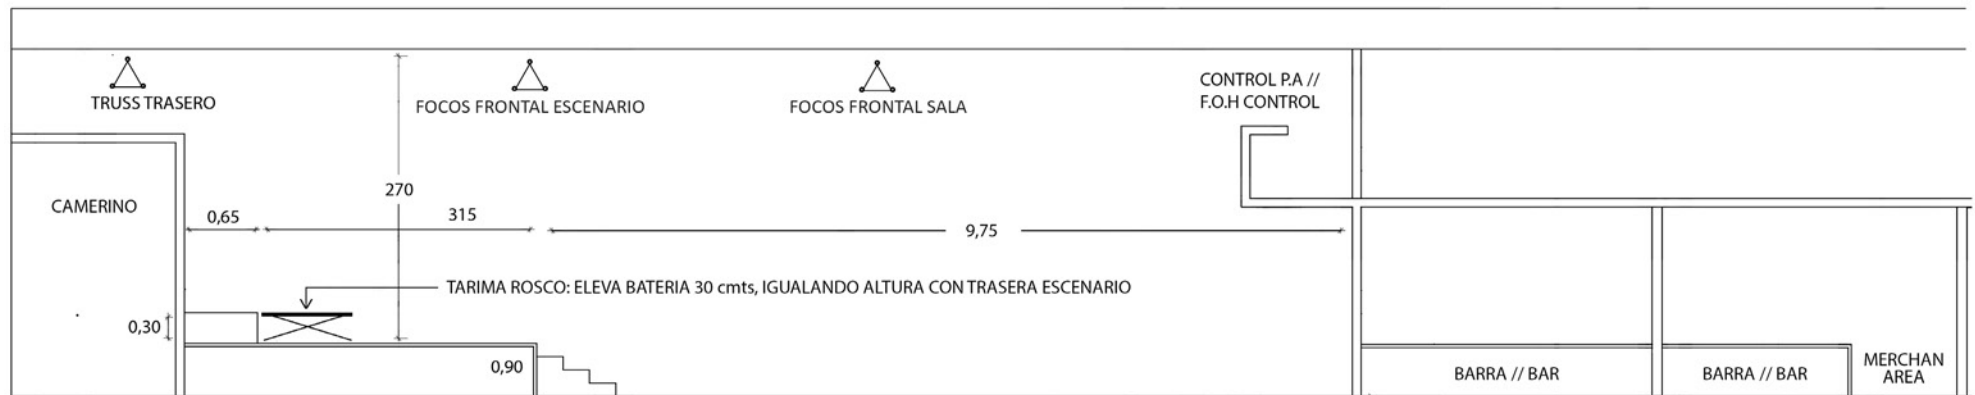 CONTROL P.A //
F.O.H CONTROL
TRUSS TRASERO
FOCOS FRONTAL ESCENARIO
FOCOS FRONTAL SALA
270
CAMERINO
0,65
315
9,75
TARIMA ROSCO: ELEVA BATERIA 30 cmts, IGUALANDO ALTURA CON TRASERA ESCENARIO
0,30
0,90
BARRA // BAR
BARRA // BAR
MERCHAN
AREA